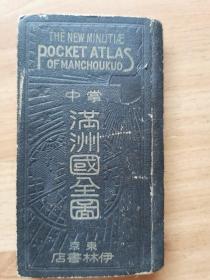 THE NEW MINUTIÆ
POCKET ATLAS
OF MANCHOUKUO
中掌
滿洲國全圖
京東
店書林伊